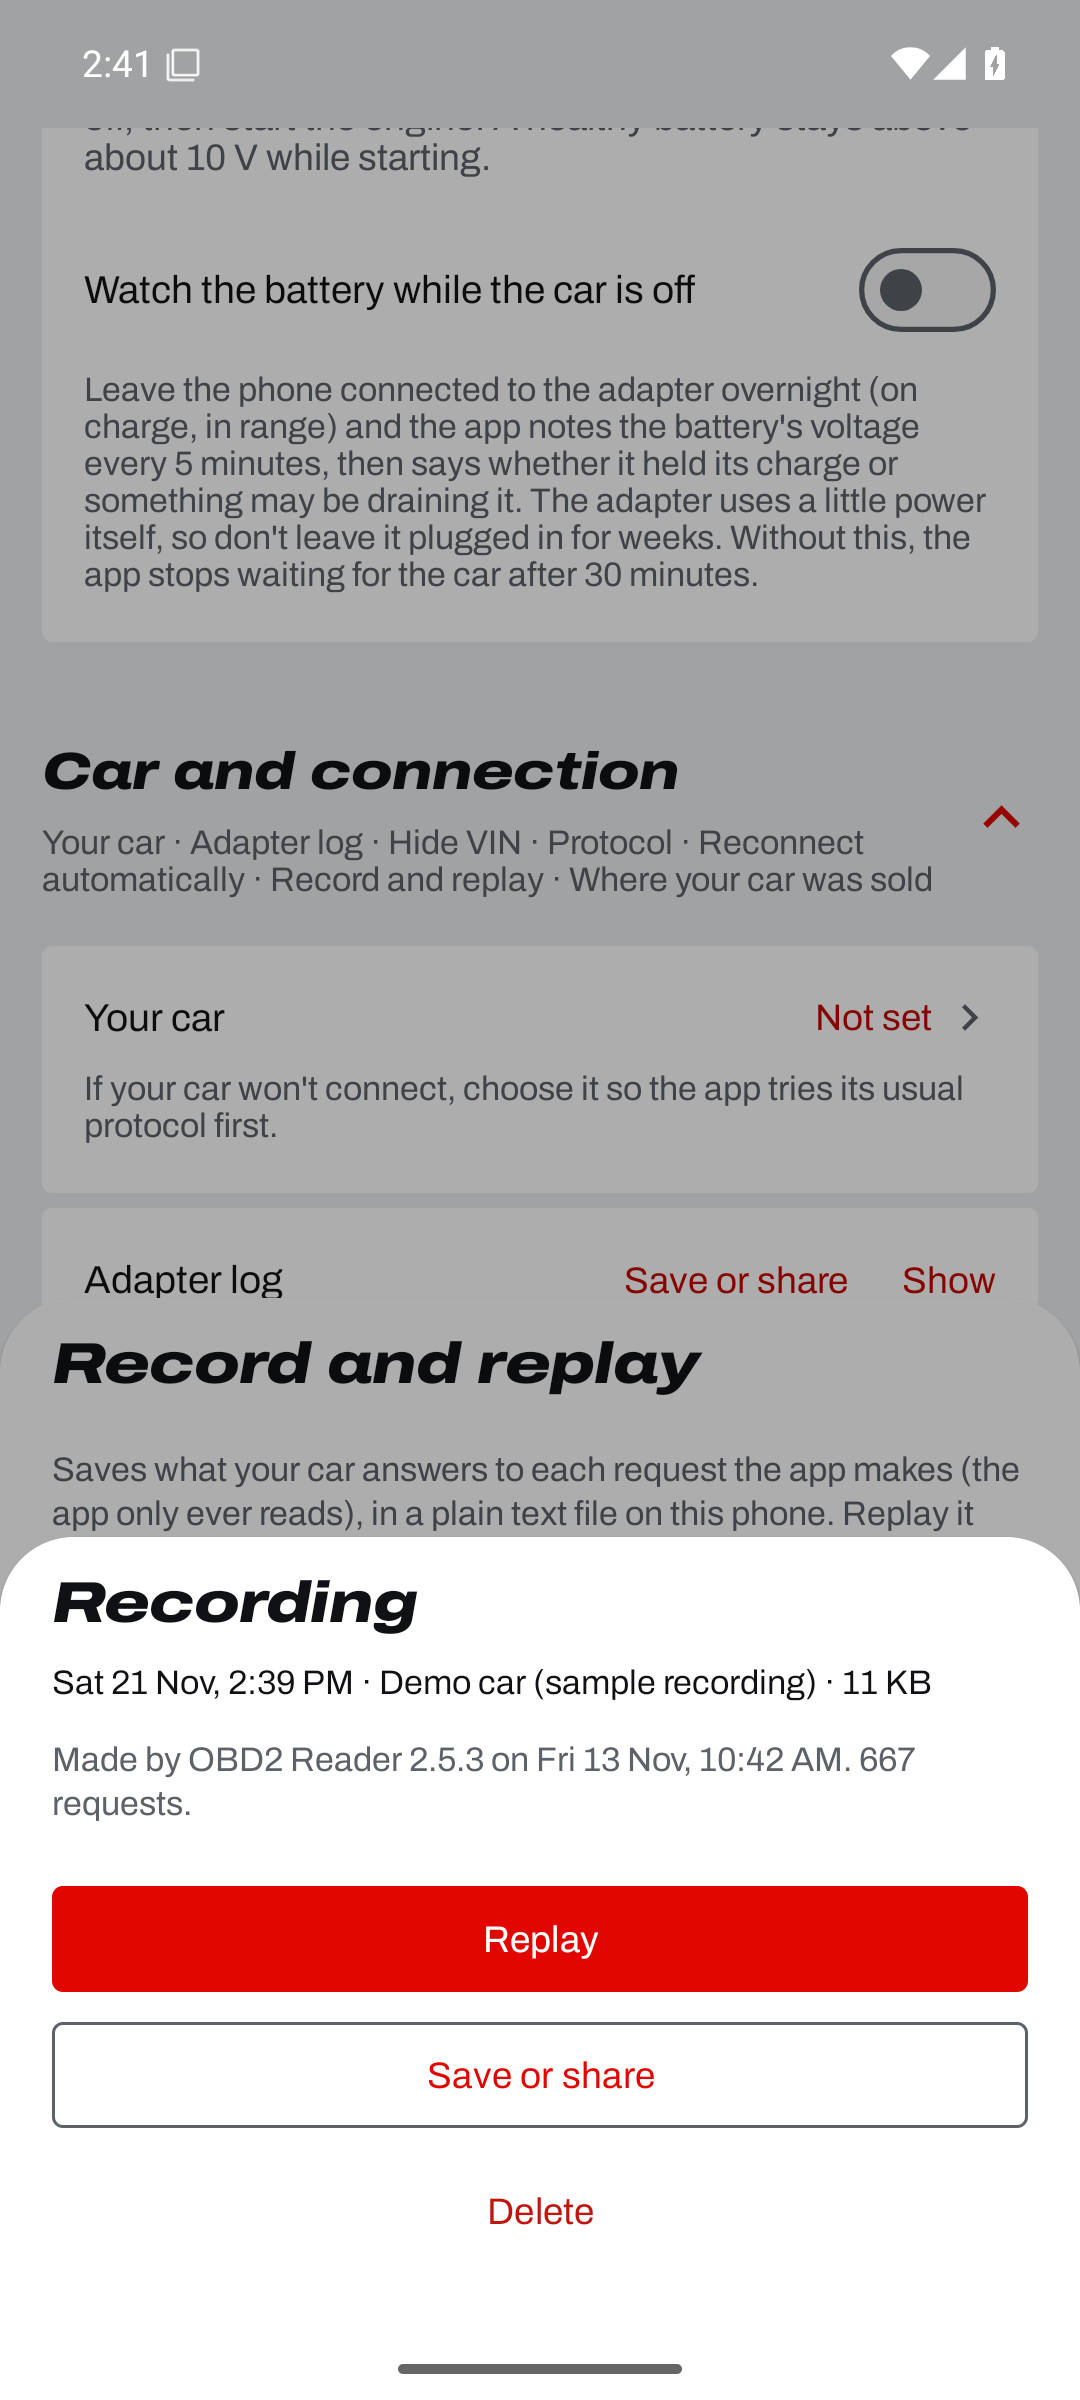 2:41
about 10 V while starting.
Watch the battery while the car is off
Leave the phone connected to the adapter overnight (on
charge, in range) and the app notes the battery's voltage
every 5 minutes, then says whether it held its charge or
something may be draining it. The adapter uses a little power
itself, so don't leave it plugged in for weeks. Without this, the
app stops waiting for the car after 30 minutes.
Car and connection
Your car · Adapter log · Hide VIN · Protocol · Reconnect
automatically · Record and replay · Where your car was sold
Your car Not set
If your car won't connect, choose it so the app tries its usual
protocol first.
Adapter log Save or share Show
Record and replay
Saves what your car answers to each request the app makes (the
app only ever reads), in a plain text file on this phone. Replay it
Recording
Sat 21 Nov, 2:39 PM · Demo car (sample recording) · 11 KB
Made by OBD2 Reader 2.5.3 on Fri 13 Nov, 10:42 AM. 667
requests.
Replay
Save or share
Delete